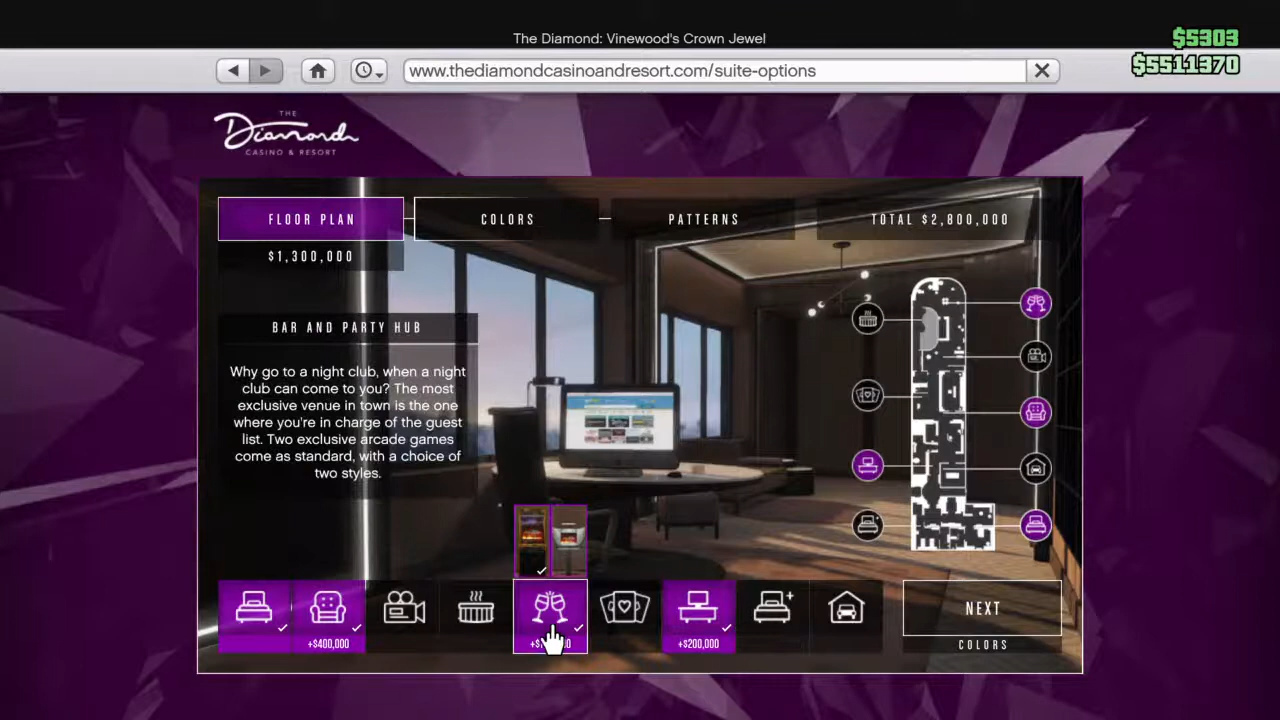 The Diamond: Vinewood's Crown Jewel
$5303
$5511370
www.thediamondcasinoandresort.com/suite-options
THE
Diamond
CASINO & RESORT
FLOOR PLAN
COLORS
PATTERNS
TOTAL $2,800,000
$1,300,000
BAR AND PARTY HUB
Why go to a night club, when a night
club can come to you? The most
exclusive venue in town is the one
where you're in charge of the guest
list. Two exclusive arcade games
come as standard, with a choice of
two styles.
+$400,000
+$200,000
NEXT
COLORS